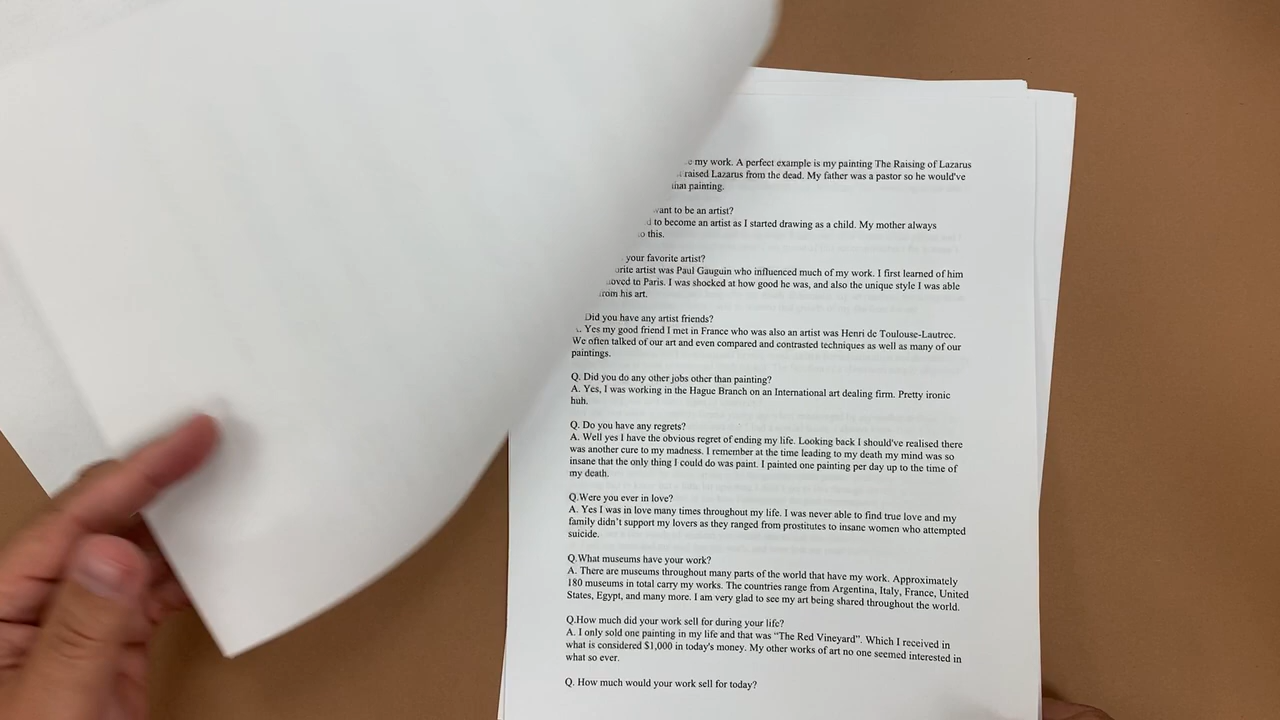 my work. A perfect example is my painting The Raising of Lazarus
raised Lazarus from the dead. My father was a pastor so he would've
that painting.
want to be an artist?
to become an artist as I started drawing as a child. My mother always
this.
your favorite artist?
artist was Paul Gauguin who influenced much of my work. I first learned of him
to Paris. I was shocked at how good he was, and also the unique style I was able
from his art.
Did you have any artist friends?
Yes my good friend I met in France who was also an artist was Henri de Toulouse-Lautrec.
We often talked of our art and even compared and contrasted techniques as well as many of our
paintings.
Q. Did you do any other jobs other than painting?
A. Yes, I was working in the Hague Branch on an International art dealing firm. Pretty ironic
huh.
Q. Do you have any regrets?
A. Well yes I have the obvious regret of ending my life. Looking back I should've realised there
was another cure to my madness. I remember at the time leading to my death my mind was so
insane that the only thing I could do was paint. I painted one painting per day up to the time of
my death.
Q.Were you ever in love?
A. Yes I was in love many times throughout my life. I was never able to find true love and my
family didn't support my lovers as they ranged from prostitutes to insane women who attempted
suicide.
Q.What museums have your work?
A. There are museums throughout many parts of the world that have my work. Approximately
180 museums in total carry my works. The countries range from Argentina, Italy, France, United
States, Egypt, and many more. I am very glad to see my art being shared throughout the world.
Q.How much did your work sell for during your life?
A. I only sold one painting in my life and that was “The Red Vineyard”. Which I received in
what is considered $1,000 in today's money. My other works of art no one seemed interested in
what so ever.
Q. How much would your work sell for today?